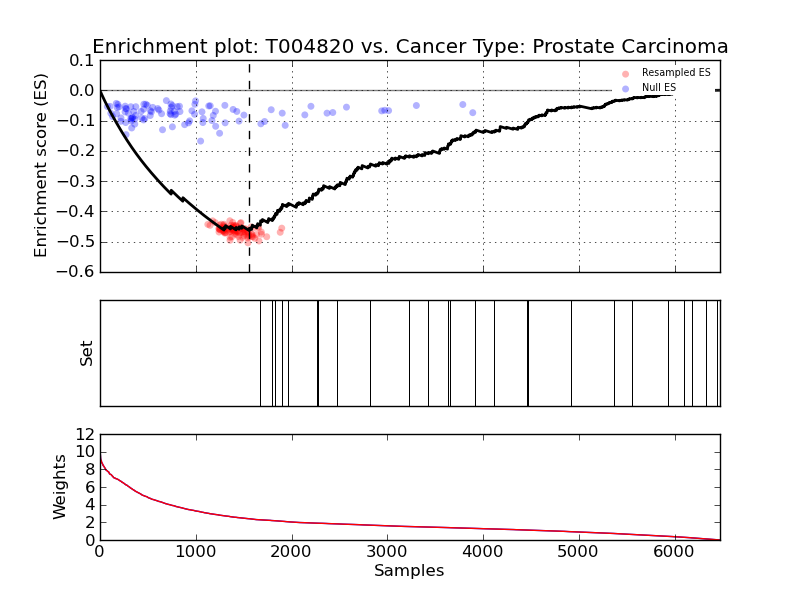 Enrichment plot: T004820 vs. Cancer Type: Prostate Carcinoma
0.1
0.0
−0.1
−0.2
−0.3
−0.4
−0.5
−0.6
Enrichment score (ES)
Resampled ES
Null ES
Set
12
10
8
6
4
2
0
Weights
0 1000 2000 3000 4000 5000 6000
Samples